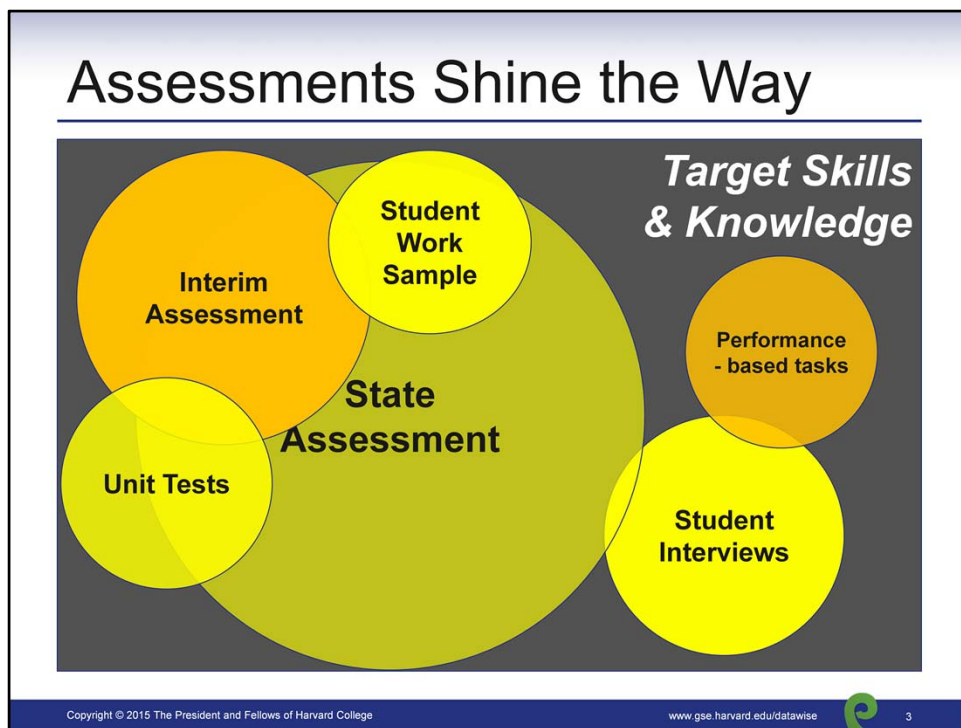 Assessments Shine the Way
Target Skills
& Knowledge
Student
Work
Sample
Interim
Assessment
Performance
- based tasks
State
Assessment
Unit Tests
Student
Interviews
Copyright © 2015 The President and Fellows of Harvard College
www.gse.harvard.edu/datawise
3